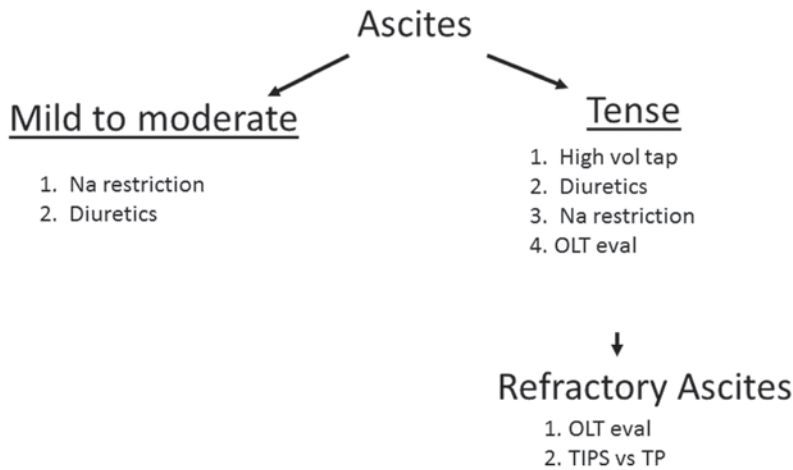 Ascites
Mild to moderate
1. Na restriction
2. Diuretics
Tense
1. High vol tap
2. Diuretics
3. Na restriction
4. OLT eval
Refractory Ascites
1. OLT eval
2. TIPS vs TP